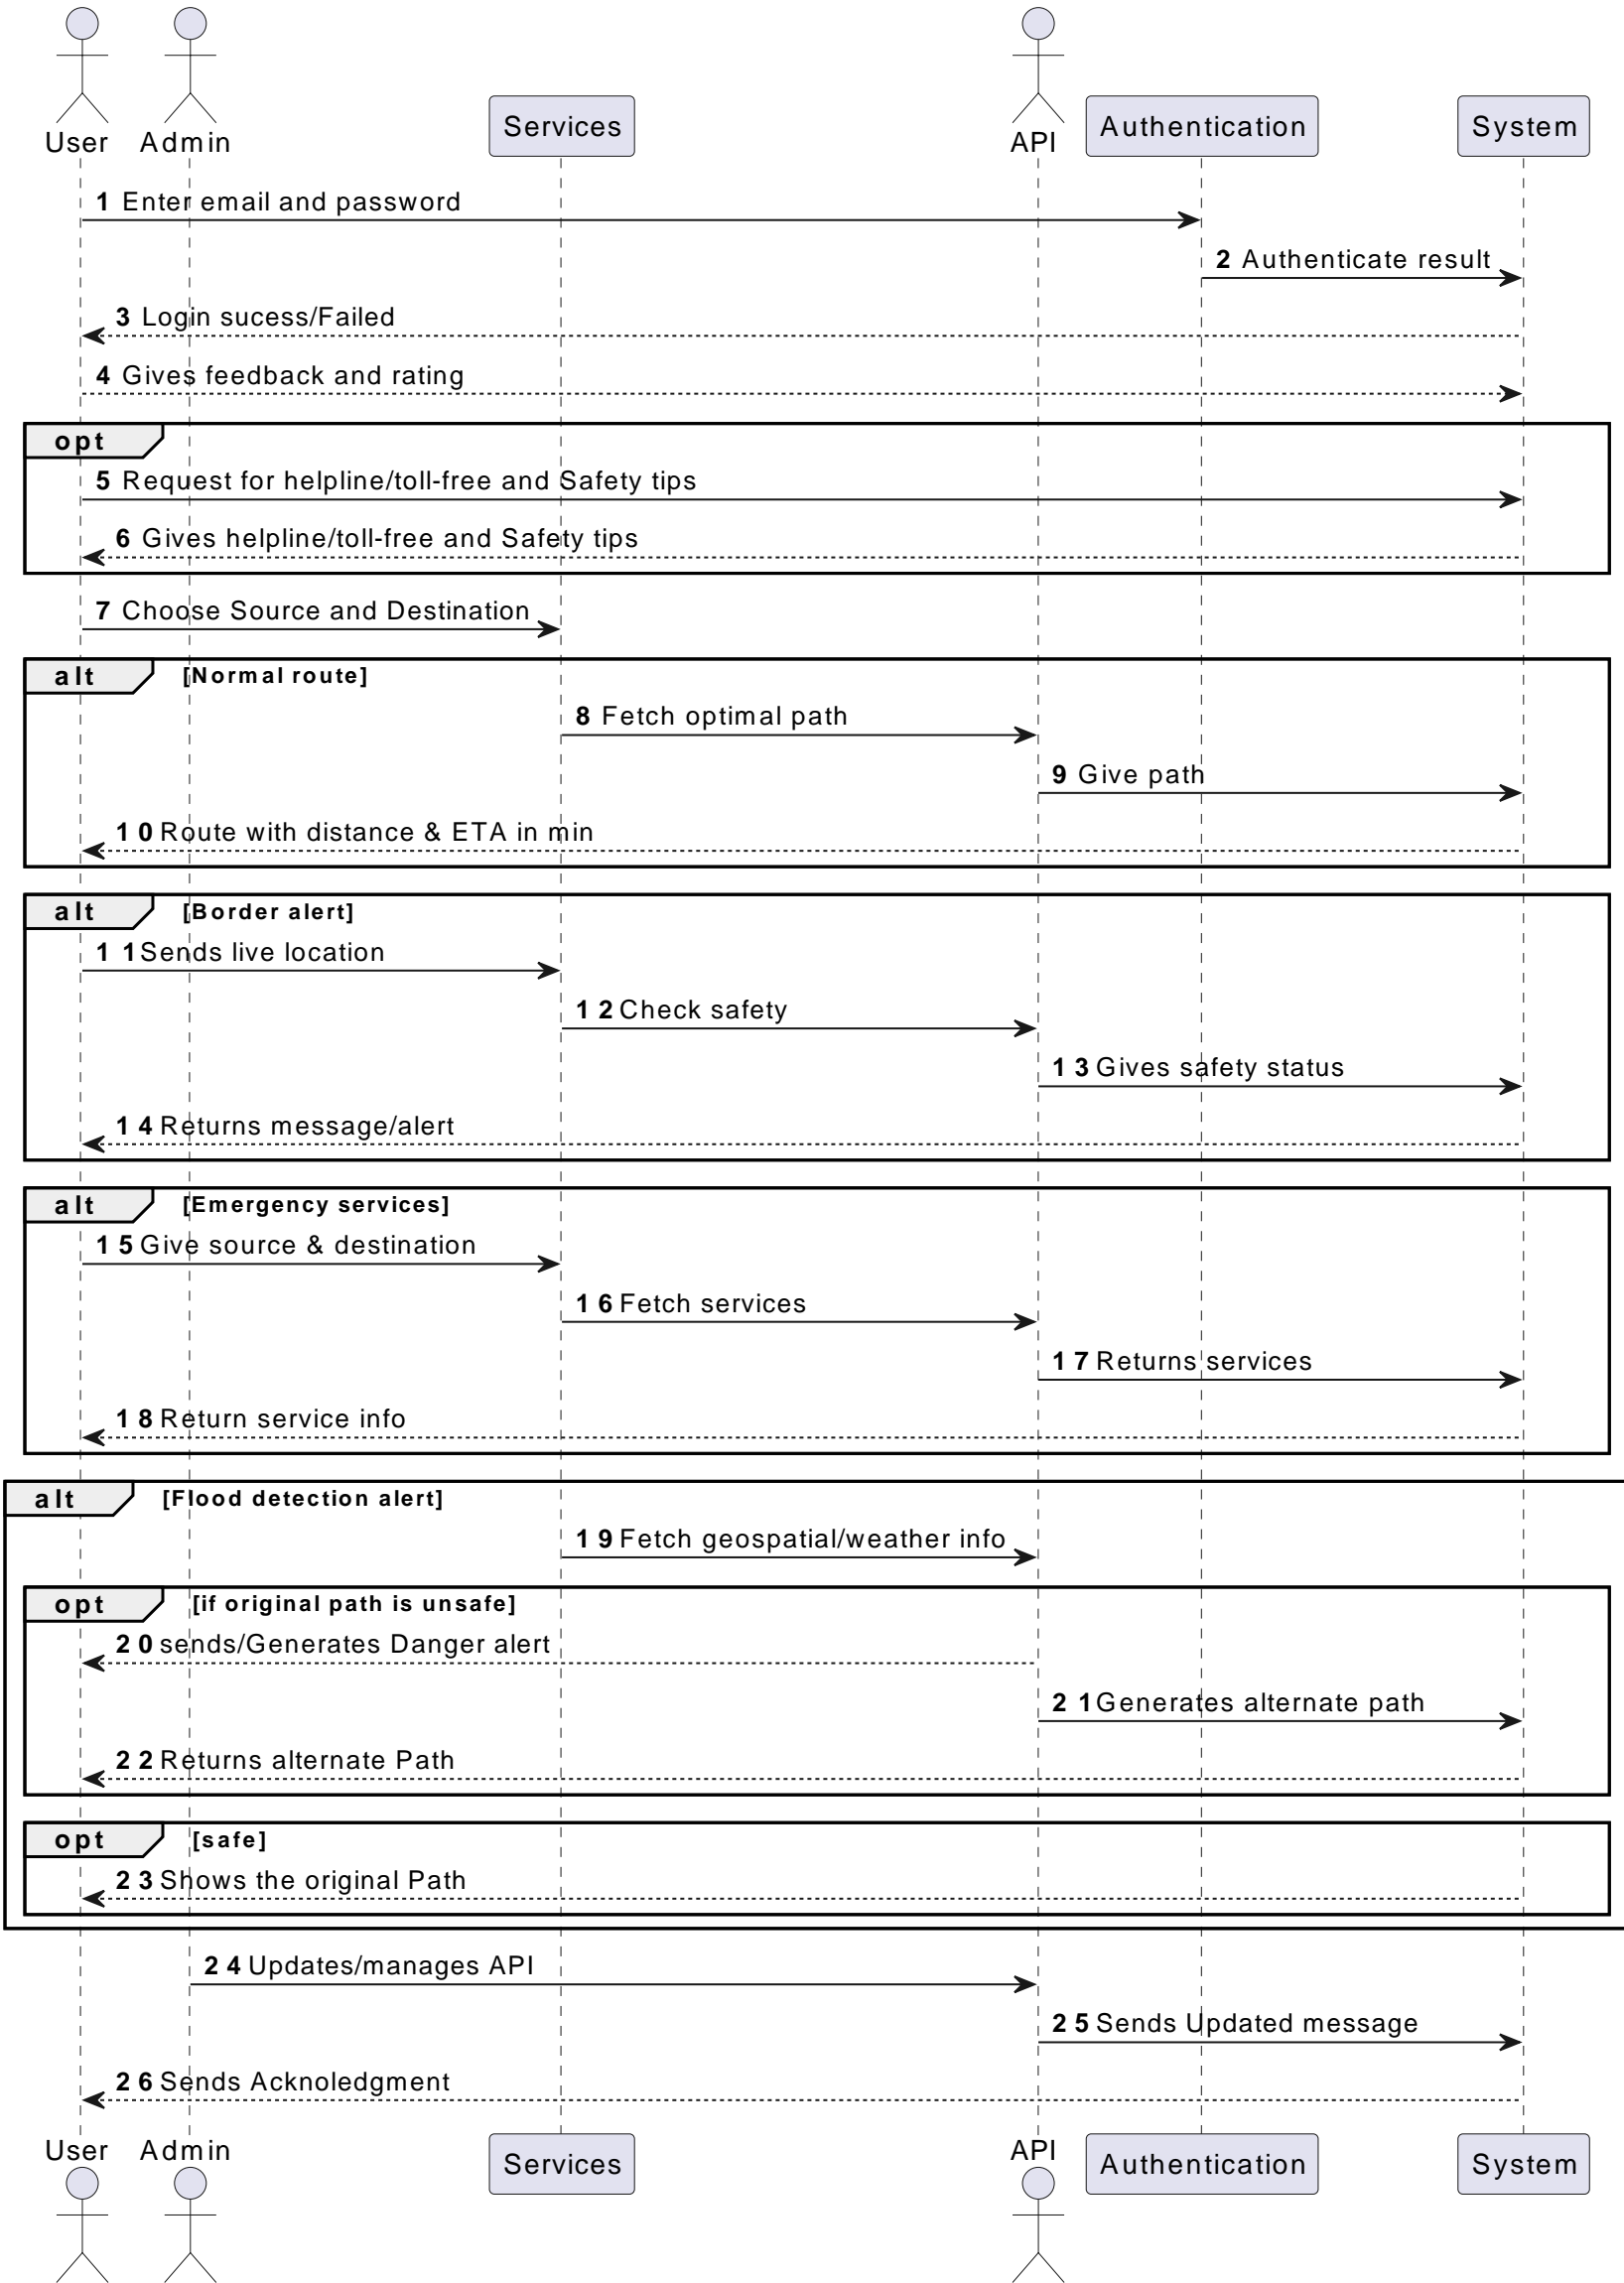 User Admin Services API Authentication System
1 Enter email and password
2 Authenticate result
3 Login sucess/Failed
4 Gives feedback and rating
opt
5 Request for helpline/toll-free and Safety tips
6 Gives helpline/toll-free and Safety tips
7 Choose Source and Destination
alt [Normal route]
8 Fetch optimal path
9 Give path
10 Route with distance & ETA in min
alt [Border alert]
11 Sends live location
12 Check safety
13 Gives safety status
14 Returns message/alert
alt [Emergency services]
15 Give source & destination
16 Fetch services
17 Returns services
18 Return service info
alt [Flood detection alert]
19 Fetch geospatial/weather info
opt [if original path is unsafe]
20 sends/Generates Danger alert
21 Generates alternate path
22 Returns alternate Path
opt [safe]
23 Shows the original Path
24 Updates/manages API
25 Sends Updated message
26 Sends Acknoledgment
User Admin Services API Authentication System